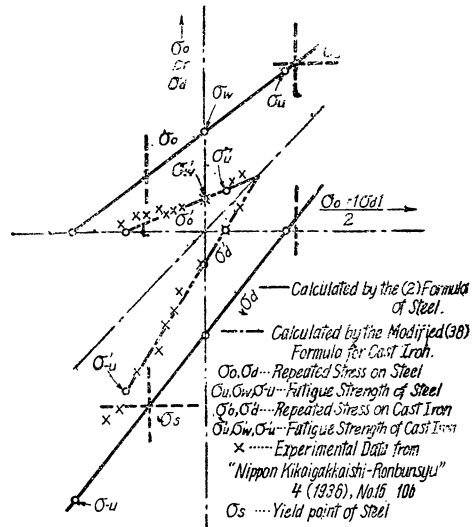 σo
or
σd
σu
σw
σo
σ'w
σ'u
σ'o
σo + |σd|
2
σ'd
σd
σ'-u
σs
σ-u
—— Calculated by the (2) Formula
of Steel.
—·— Calculated by the Modified (38)
Formula for Cast Iron.
σo, σd ··· Repeated Stress on Steel
σu, σw, σ-u ··· Fatigue Strength of Steel
σ'o, σ'd ··· Repeated Stress on Cast Iron
σ'u, σ'w, σ'-u ··· Fatigue Strength of Cast Iron
× ······ Experimental Data from
"Nippon Kikaigakkaishi-Ronbunsyu"
4 (1936), No.16, 106
σs ···· Yield point of Steel